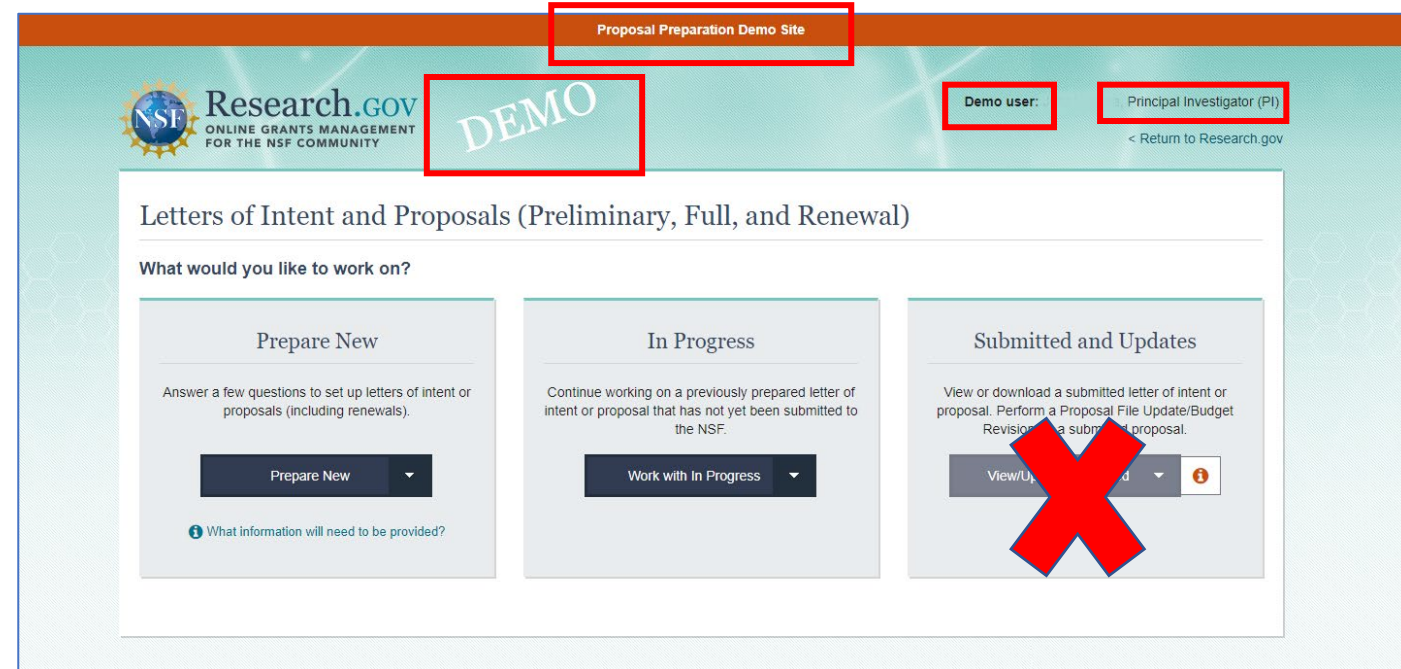 Proposal Preparation Demo Site
NSF
Research.GOV
ONLINE GRANTS MANAGEMENT
FOR THE NSF COMMUNITY
DEMO
Demo user:
Principal Investigator (PI)
< Return to Research.gov
Letters of Intent and Proposals (Preliminary, Full, and Renewal)
What would you like to work on?
Prepare New
Answer a few questions to set up letters of intent or
proposals (including renewals).
Prepare New
What information will need to be provided?
In Progress
Continue working on a previously prepared letter of
intent or proposal that has not yet been submitted to
the NSF.
Work with In Progress
Submitted and Updates
View or download a submitted letter of intent or
proposal. Perform a Proposal File Update/Budget
Revision a proposal.